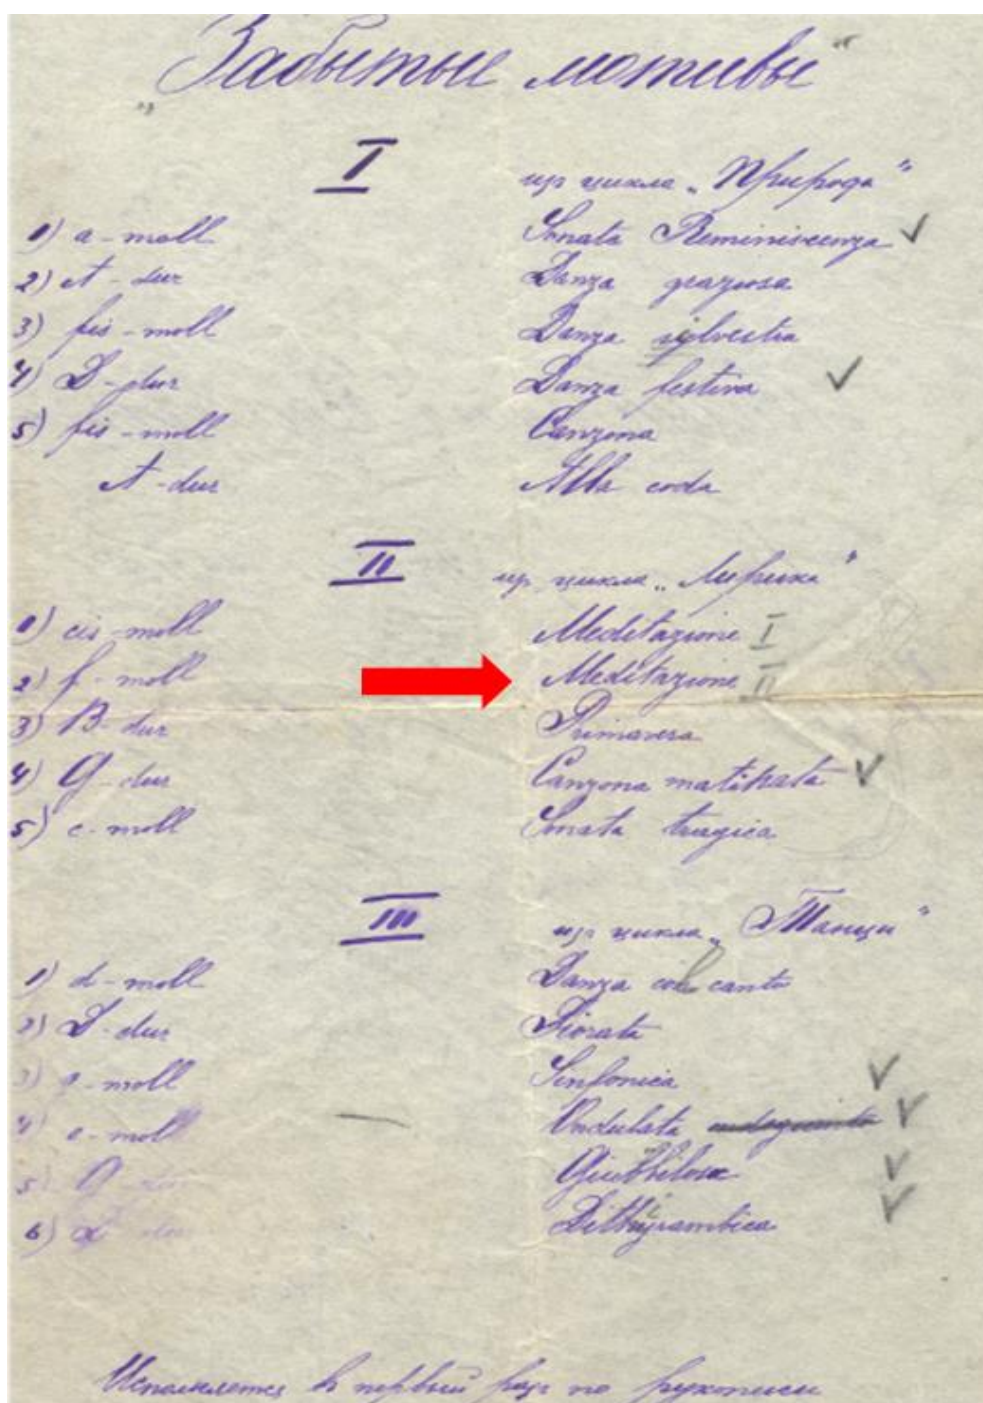 „Забытые мотивы“
I
из цикла „Природа“
1) a-moll Sonata Reminiscenza ✓
2) A-dur Danza graziosa
3) fis-moll Danza silvestra
4) D-dur Danza festiva ✓
5) fis-moll Canzona
A-dur Alla coda
II
из цикла „Лирика“
1) cis-moll Meditazione I
2) f-moll Meditazione II
3) B-dur Primavera
4) G-dur Canzona matinata ✓
5) c-moll Sonata tragica
III
из цикла „Танцы“
1) d-moll Danza col canto
2) D-dur Fiorata
3) g-moll Sinfonica ✓
4) e-moll Ondulata ✓
5) Giubbilosa ✓
6) D-dur Dithyrambica ✓
Исполняется в первый раз по рукописи